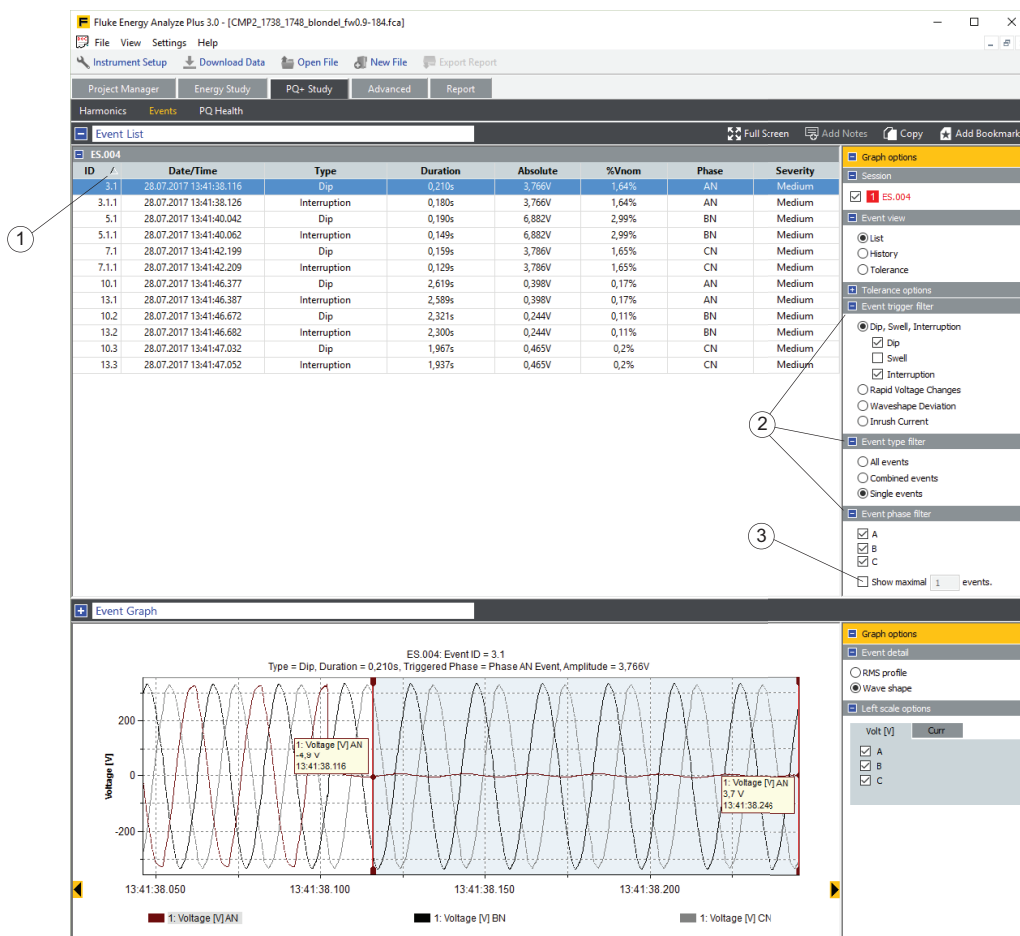 Fluke Energy Analyze Plus 3.0 - [CMP2_1738_1748_blondel_fw0.9-184.fca]
File View Settings Help
Instrument Setup Download Data Open File New File Export Report
Project Manager Energy Study PQ+ Study Advanced Report
Harmonics Events PQ Health
Event List Full Screen Add Notes Copy Add Bookmark
ES.004
ID Date/Time Type Duration Absolute %Vnom Phase Severity
3.1 28.07.2017 13:41:38.116 Dip 0,210s 3,766V 1,64% AN Medium
3.1.1 28.07.2017 13:41:38.126 Interruption 0,180s 3,766V 1,64% AN Medium
5.1 28.07.2017 13:41:40.042 Dip 0,190s 6,882V 2,99% BN Medium
5.1.1 28.07.2017 13:41:40.062 Interruption 0,149s 6,882V 2,99% BN Medium
7.1 28.07.2017 13:41:42.199 Dip 0,159s 3,786V 1,65% CN Medium
7.1.1 28.07.2017 13:41:42.209 Interruption 0,129s 3,786V 1,65% CN Medium
10.1 28.07.2017 13:41:46.377 Dip 2,619s 0,398V 0,17% AN Medium
13.1 28.07.2017 13:41:46.387 Interruption 2,589s 0,398V 0,17% AN Medium
10.2 28.07.2017 13:41:46.672 Dip 2,321s 0,244V 0,11% BN Medium
13.2 28.07.2017 13:41:46.682 Interruption 2,300s 0,244V 0,11% BN Medium
10.3 28.07.2017 13:41:47.032 Dip 1,967s 0,465V 0,2% CN Medium
13.3 28.07.2017 13:41:47.052 Interruption 1,937s 0,465V 0,2% CN Medium
1
Graph options
Session
1 ES.004
Event view
List
History
Tolerance
Tolerance options
Event trigger filter
Dip, Swell, Interruption
Dip
Swell
Interruption
Rapid Voltage Changes
Waveshape Deviation
Inrush Current
2
Event type filter
All events
Combined events
Single events
Event phase filter
A
B
C
3
Show maximal 1 events.
Event Graph
ES.004: Event ID = 3.1
Type = Dip, Duration = 0,210s, Triggered Phase = Phase AN Event, Amplitude = 3,766V
Voltage [V]
200
0
-200
1: Voltage [V] AN
-4,9 V
13:41:38.116
1: Voltage [V] AN
3,7 V
13:41:38.246
13:41:38.050 13:41:38.100 13:41:38.150 13:41:38.200
1: Voltage [V] AN 1: Voltage [V] BN 1: Voltage [V] CN
Graph options
Event detail
RMS profile
Wave shape
Left scale options
Volt [V] Curr
A
B
C